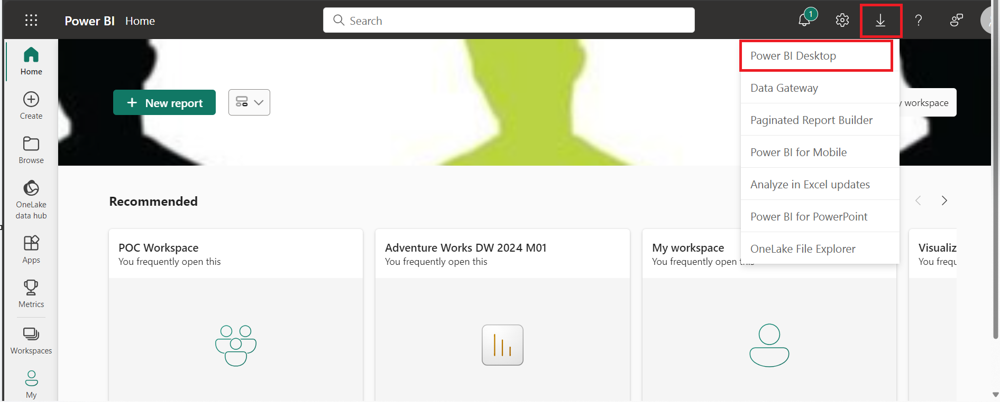 Power BI Home
Search
1
?
Home
Create
Browse
OneLake
data hub
Apps
Metrics
Workspaces
My
+ New report
Power BI Desktop
Data Gateway
Paginated Report Builder
Power BI for Mobile
Analyze in Excel updates
Power BI for PowerPoint
OneLake File Explorer
y workspace
Recommended
POC Workspace
You frequently open this
Adventure Works DW 2024 M01
You frequently open this
My workspace
You frequently open this
Visualiz
You frequ